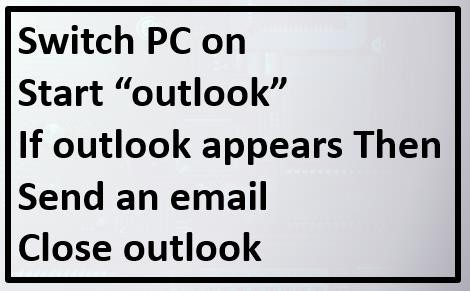 Switch PC on
Start “outlook”
If outlook appears Then
Send an email
Close outlook